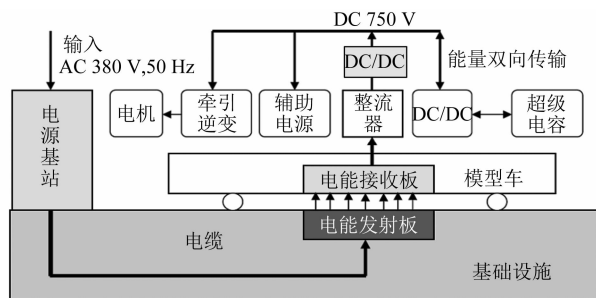 DC 750 V
输入
AC 380 V,50 Hz
DC/DC
能量双向传输
电源基站
电机
牵引
逆变
辅助
电源
整流器
DC/DC
超级
电容
电能接收板
模型车
电能发射板
电缆
基础设施